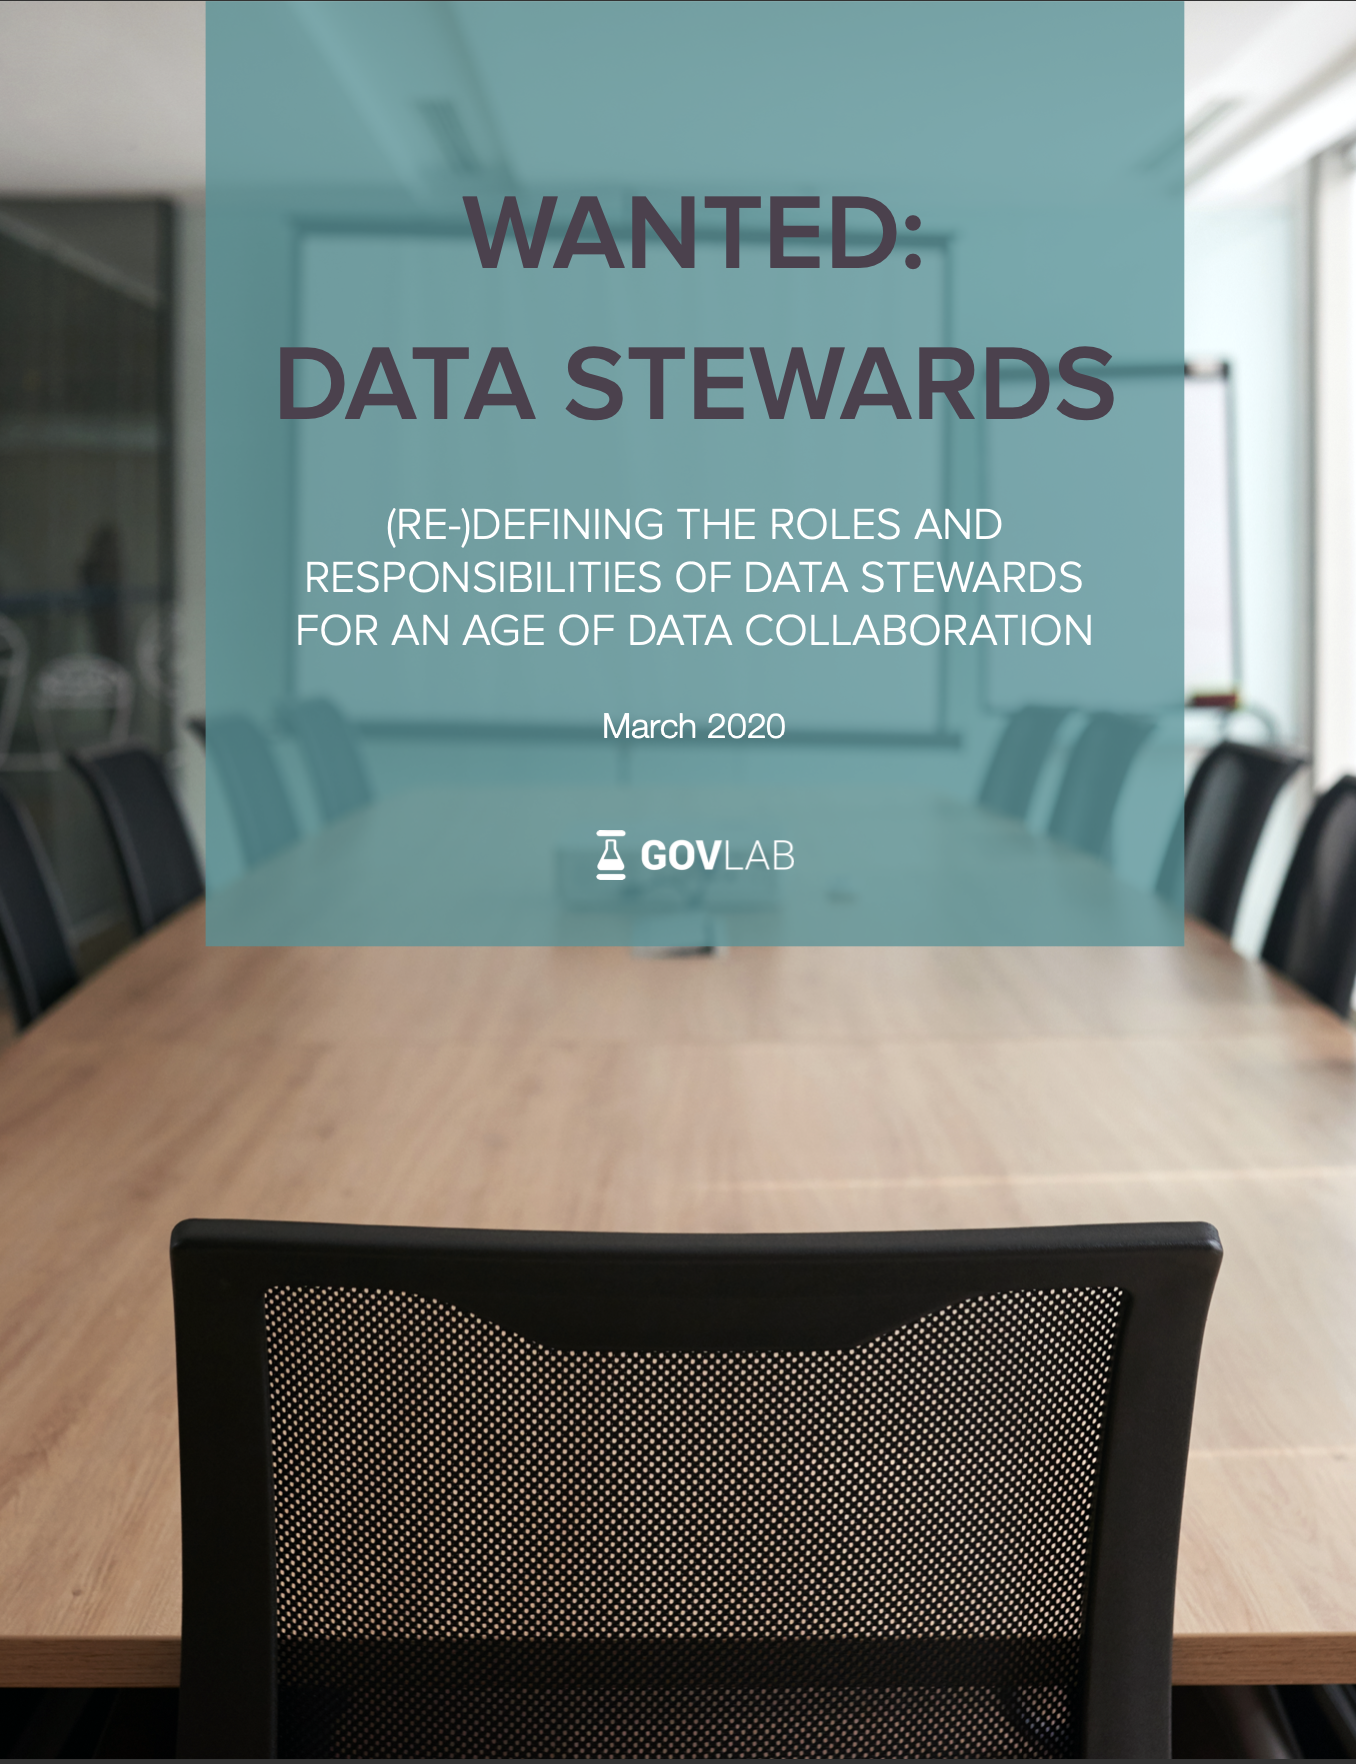 WANTED:
DATA STEWARDS
(RE-)DEFINING THE ROLES AND
RESPONSIBILITIES OF DATA STEWARDS
FOR AN AGE OF DATA COLLABORATION
March 2020
GOVLAB